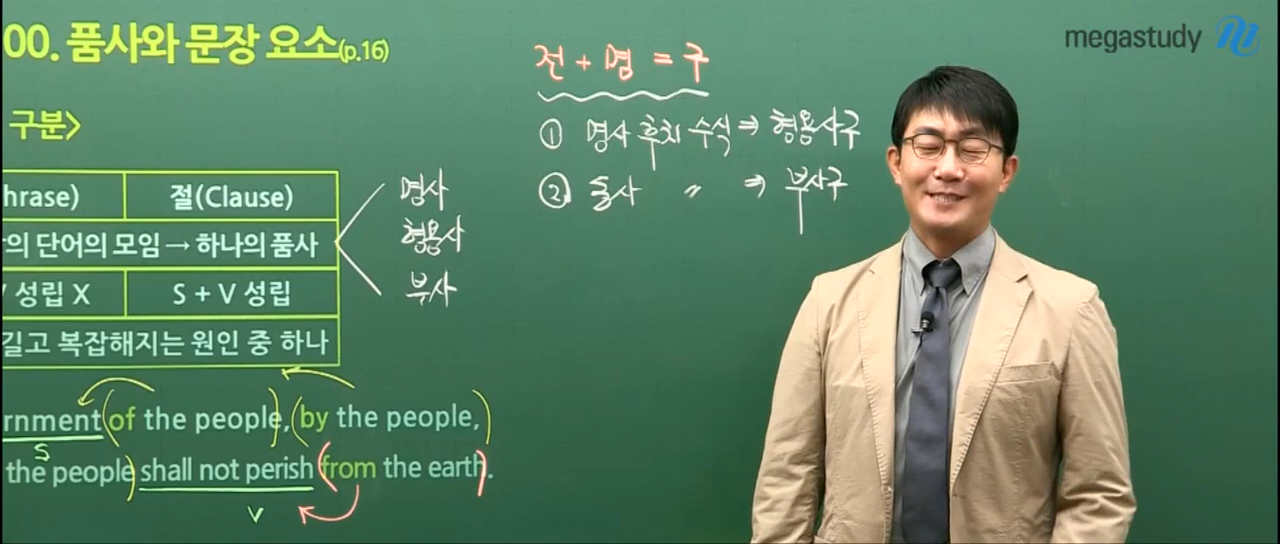 00. 품사와 문장 요소(p.16)
megastudy
전 + 명 = 구
구분>
① 명사 후치 수식 ⇒ 형용사구
② 동사 〃 ⇒ 부사구
hrase) 절(Clause)
의 단어의 모임 → 하나의 품사
성립 X S + V 성립
길고 복잡해지는 원인 중 하나
명사
형용사
부사
rnment (of the people), (by the people,)
S
the people) shall not perish (from the earth).
V